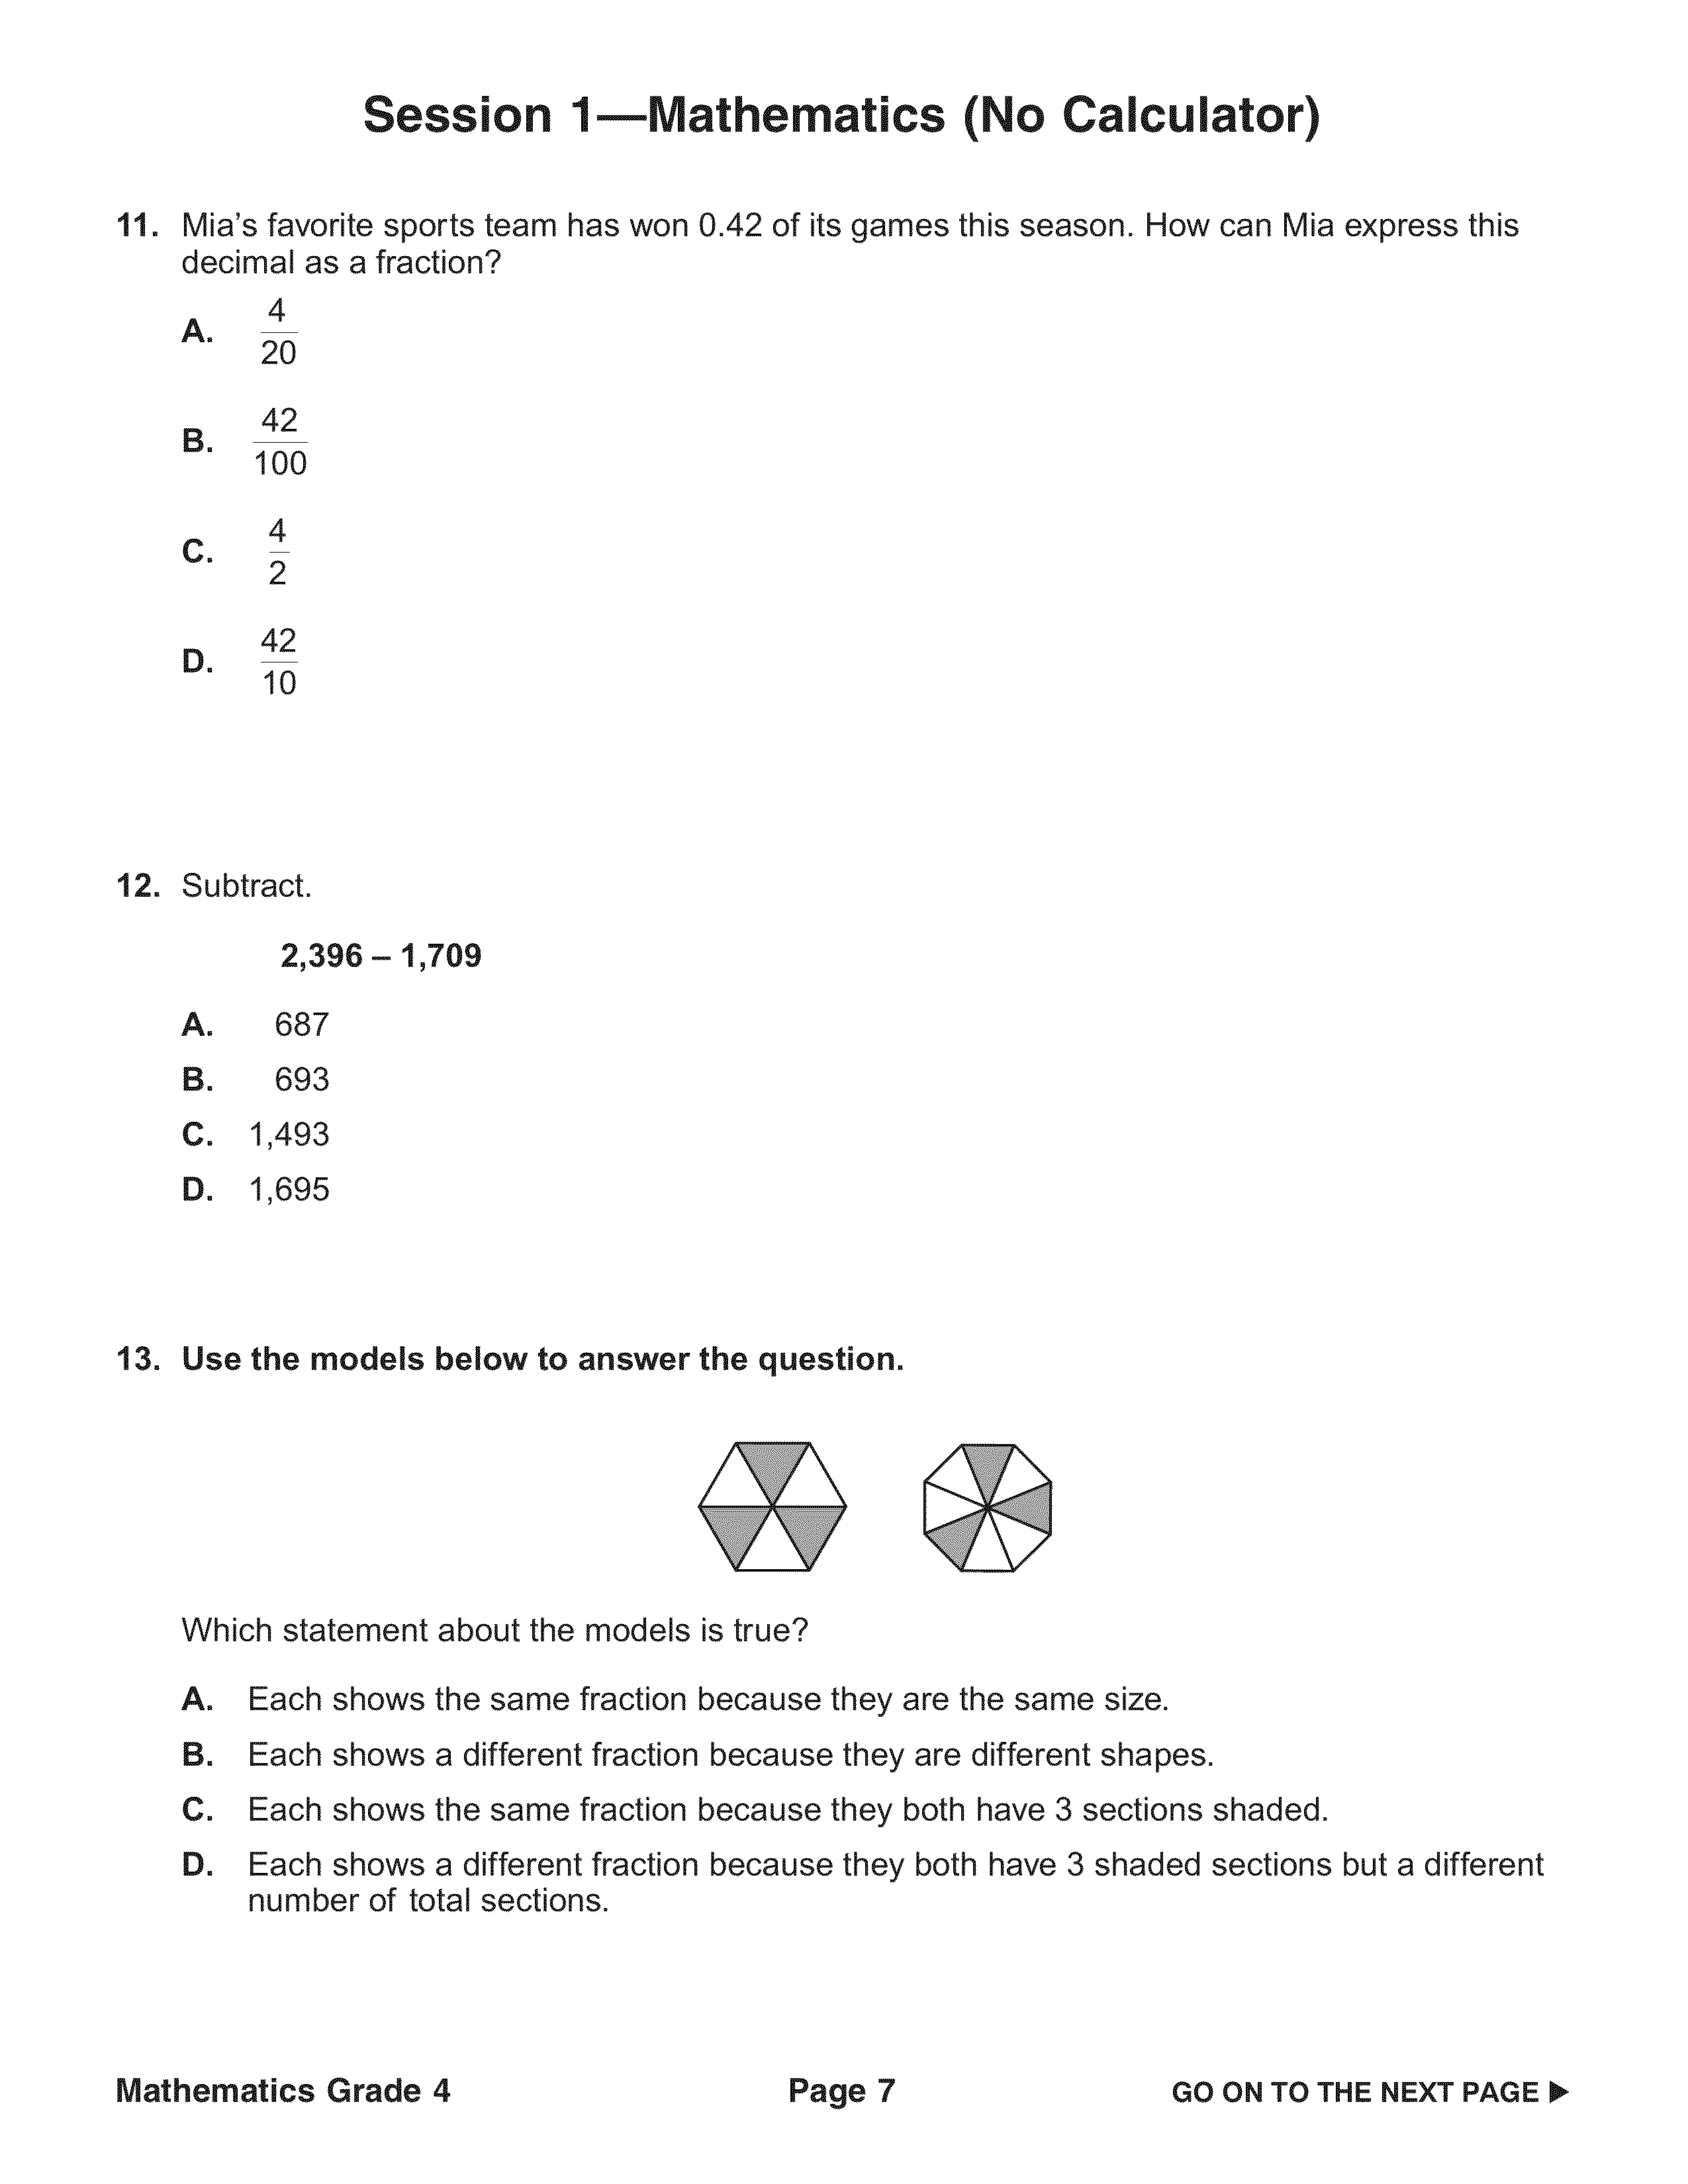 Session 1—Mathematics (No Calculator)
11. Mia's favorite sports team has won 0.42 of its games this season. How can Mia express this
decimal as a fraction?
A. 4/20
B. 42/100
C. 4/2
D. 42/10
12. Subtract.
2,396 – 1,709
A. 687
B. 693
C. 1,493
D. 1,695
13. Use the models below to answer the question.
Which statement about the models is true?
A. Each shows the same fraction because they are the same size.
B. Each shows a different fraction because they are different shapes.
C. Each shows the same fraction because they both have 3 sections shaded.
D. Each shows a different fraction because they both have 3 shaded sections but a different
number of total sections.
Mathematics Grade 4 Page 7 GO ON TO THE NEXT PAGE ►